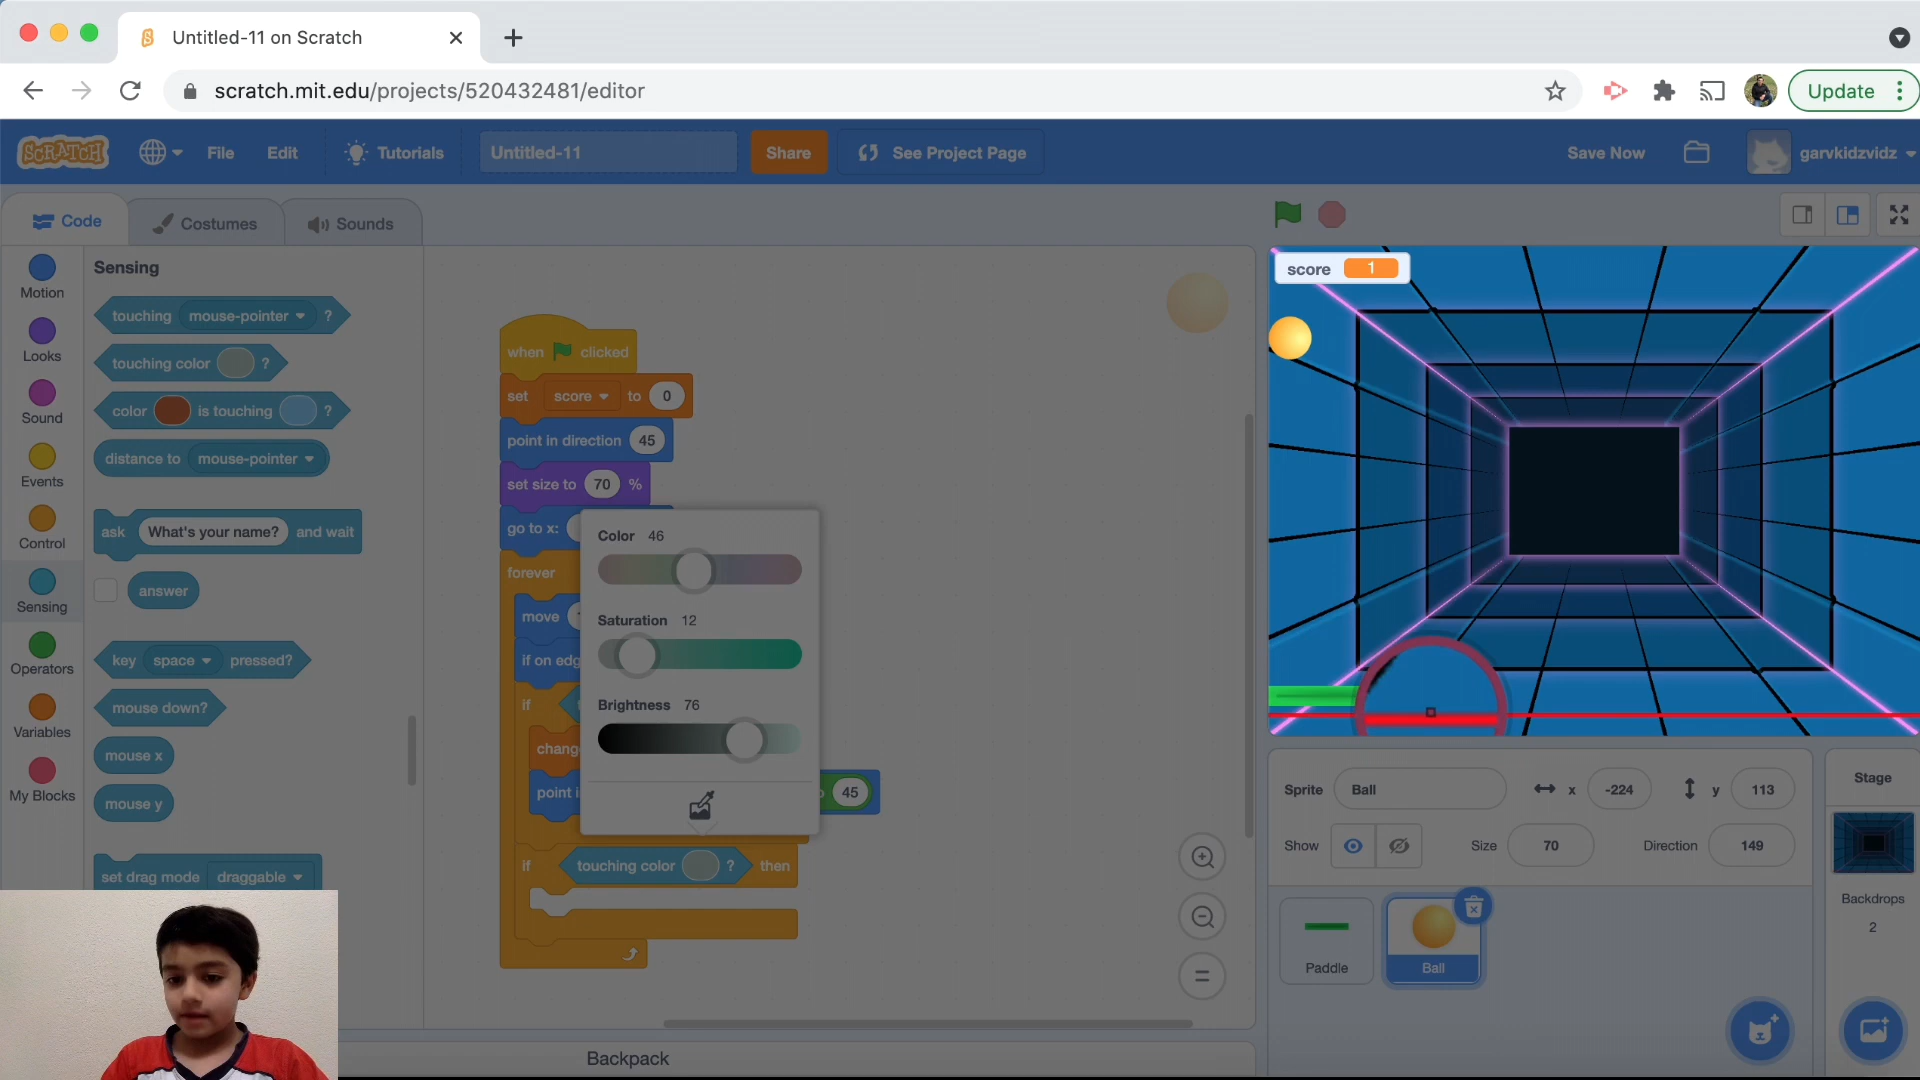 Untitled-11 on Scratch
scratch.mit.edu/projects/520432481/editor
Update
SCRATCH
File
Edit
Tutorials
Untitled-11
Share
See Project Page
Save Now
garvkidzvidz
Code
Costumes
Sounds
Motion
Looks
Sound
Events
Control
Sensing
Operators
Variables
My Blocks
Sensing
touching mouse-pointer ?
touching color ?
color is touching ?
distance to mouse-pointer
ask What's your name? and wait
answer
key space pressed?
mouse down?
mouse x
mouse y
set drag mode draggable
when clicked
set score to 0
point in direction 45
set size to 70 %
go to x:
forever
move
if on edg
if
chang
point i
45
if touching color ? then
Color 46
Saturation 12
Brightness 76
Backpack
score 1
Sprite Ball
x -224
y 113
Show
Size 70
Direction 149
Paddle
Ball
Stage
Backdrops
2